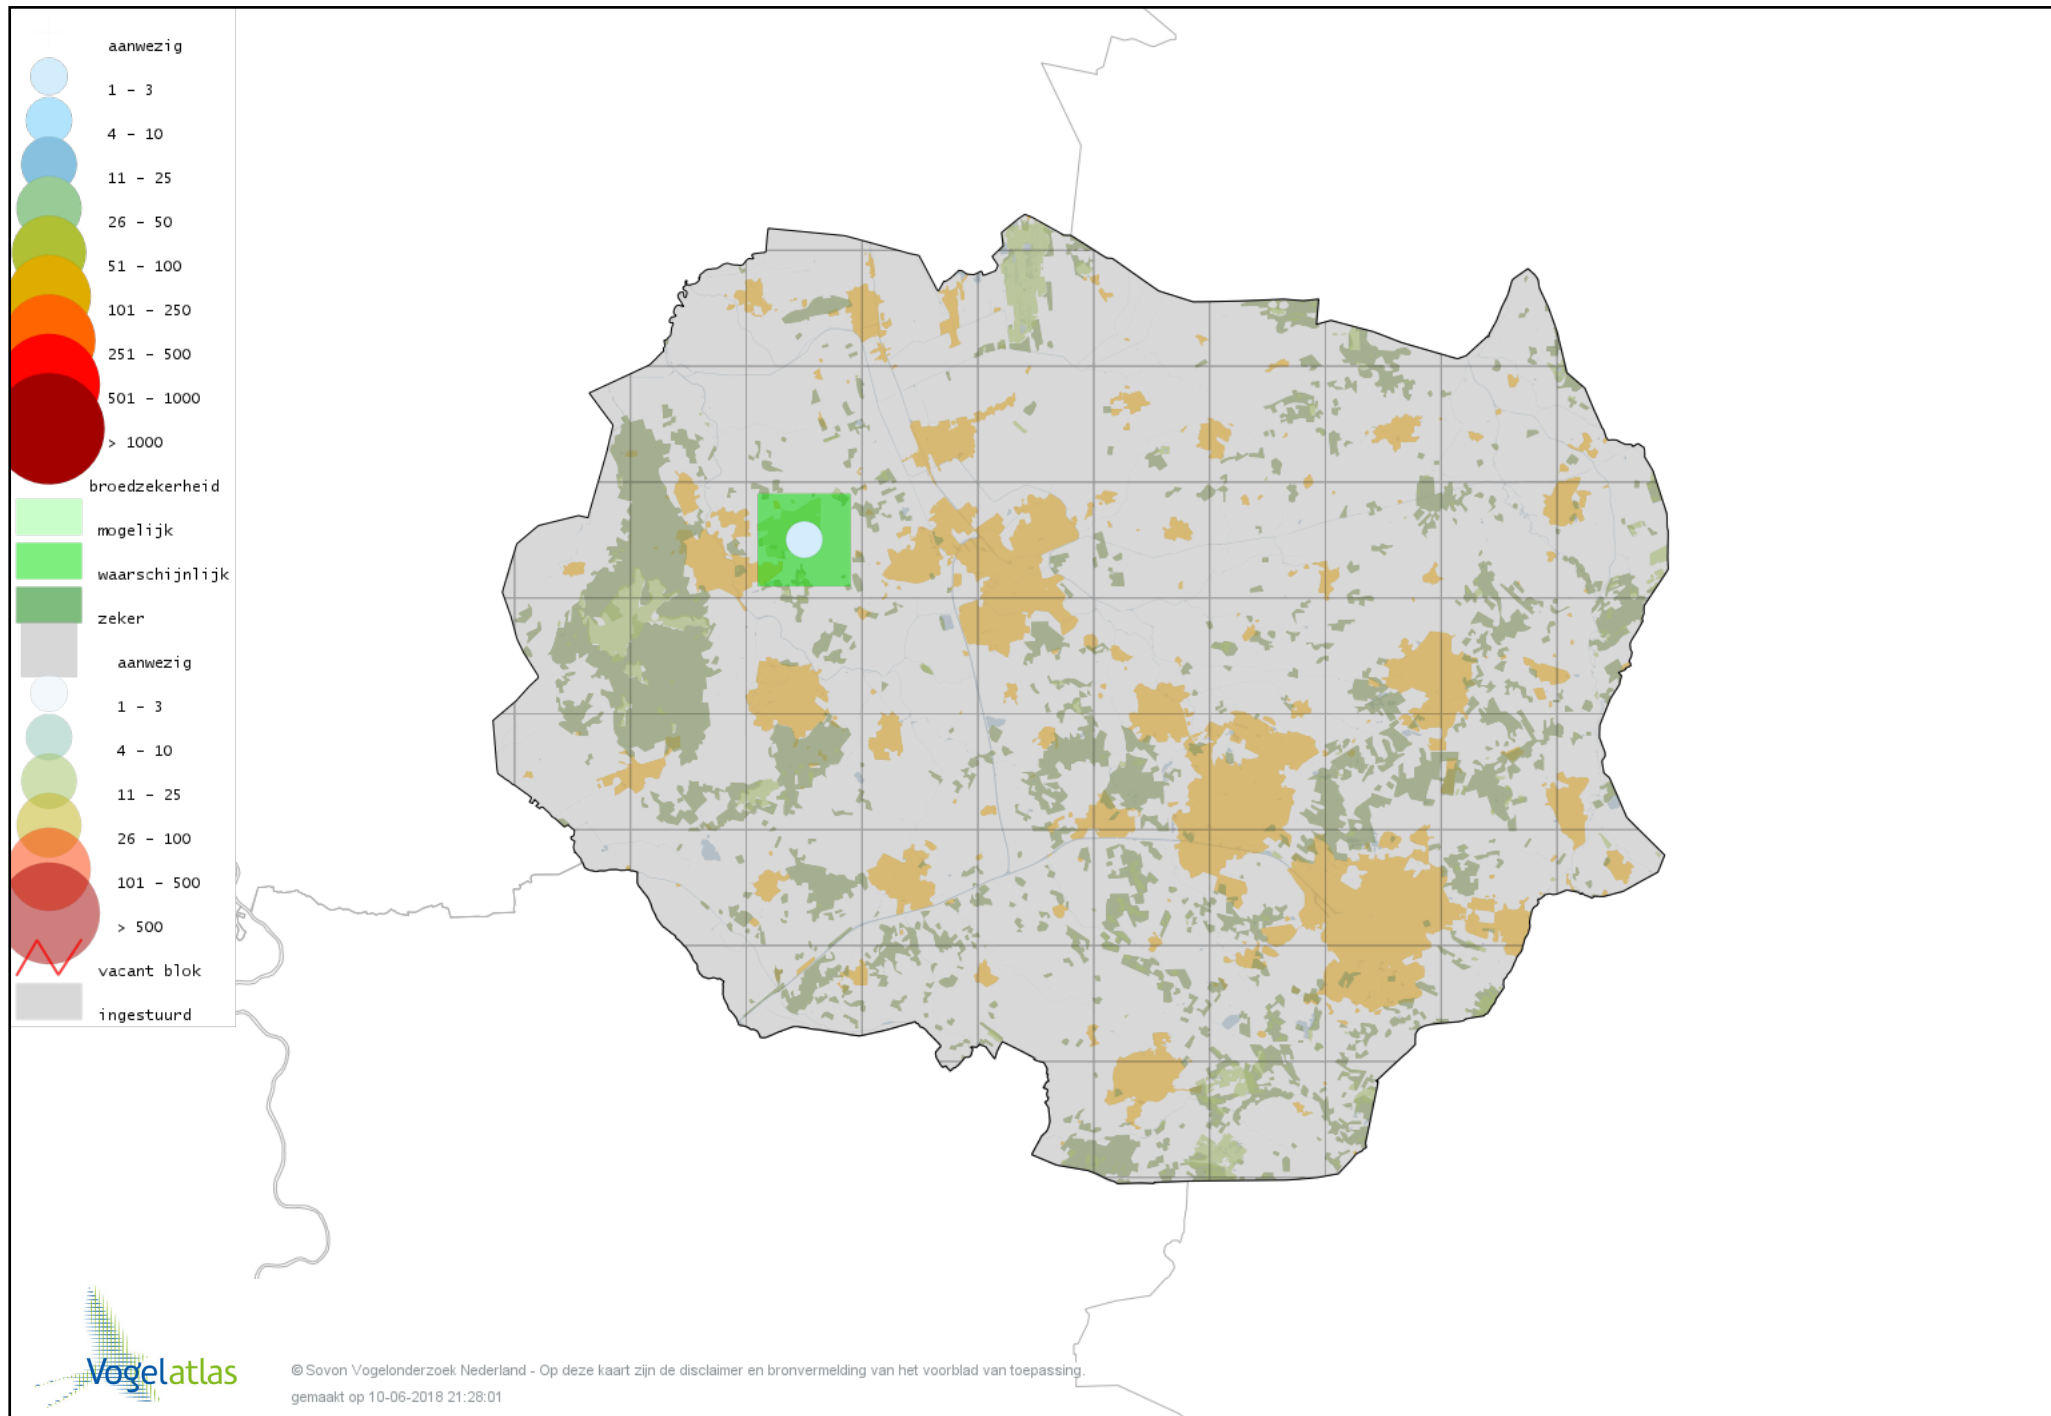 aanwezig
1 - 3
4 - 10
11 - 25
26 - 50
51 - 100
101 - 250
251 - 500
501 - 1000
> 1000
broedzekerheid
mogelijk
waarschijnlijk
zeker
aanwezig
1 - 3
4 - 10
11 - 25
26 - 100
101 - 500
> 500
vacant blok
ingestuurd
Vogelatlas
© Sovon Vogelonderzoek Nederland - Op deze kaart zijn de disclaimer en bronvermelding van het voorblad van toepassing.
gemaakt op 10-06-2018 21:28:01